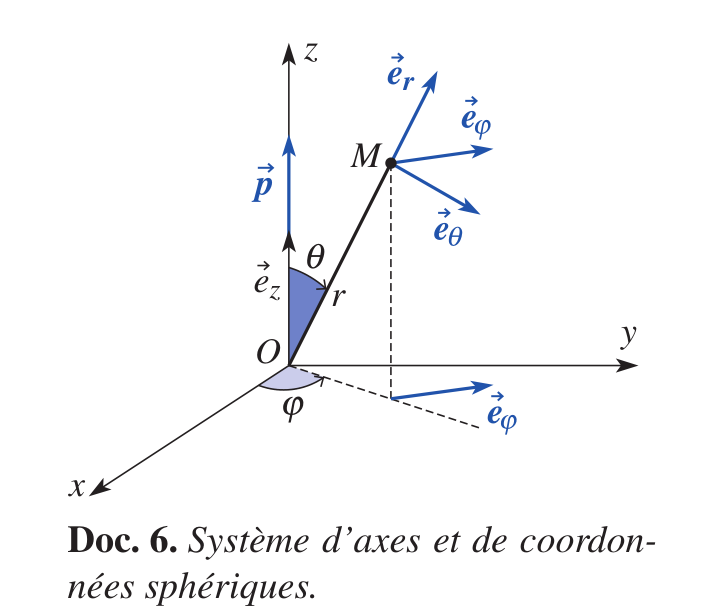 z
e⃗r
e⃗φ
M
p⃗
e⃗θ
θ
e⃗z
r
O
y
φ
e⃗φ
x
Doc. 6. Système d’axes et de coordon-
nées sphériques.